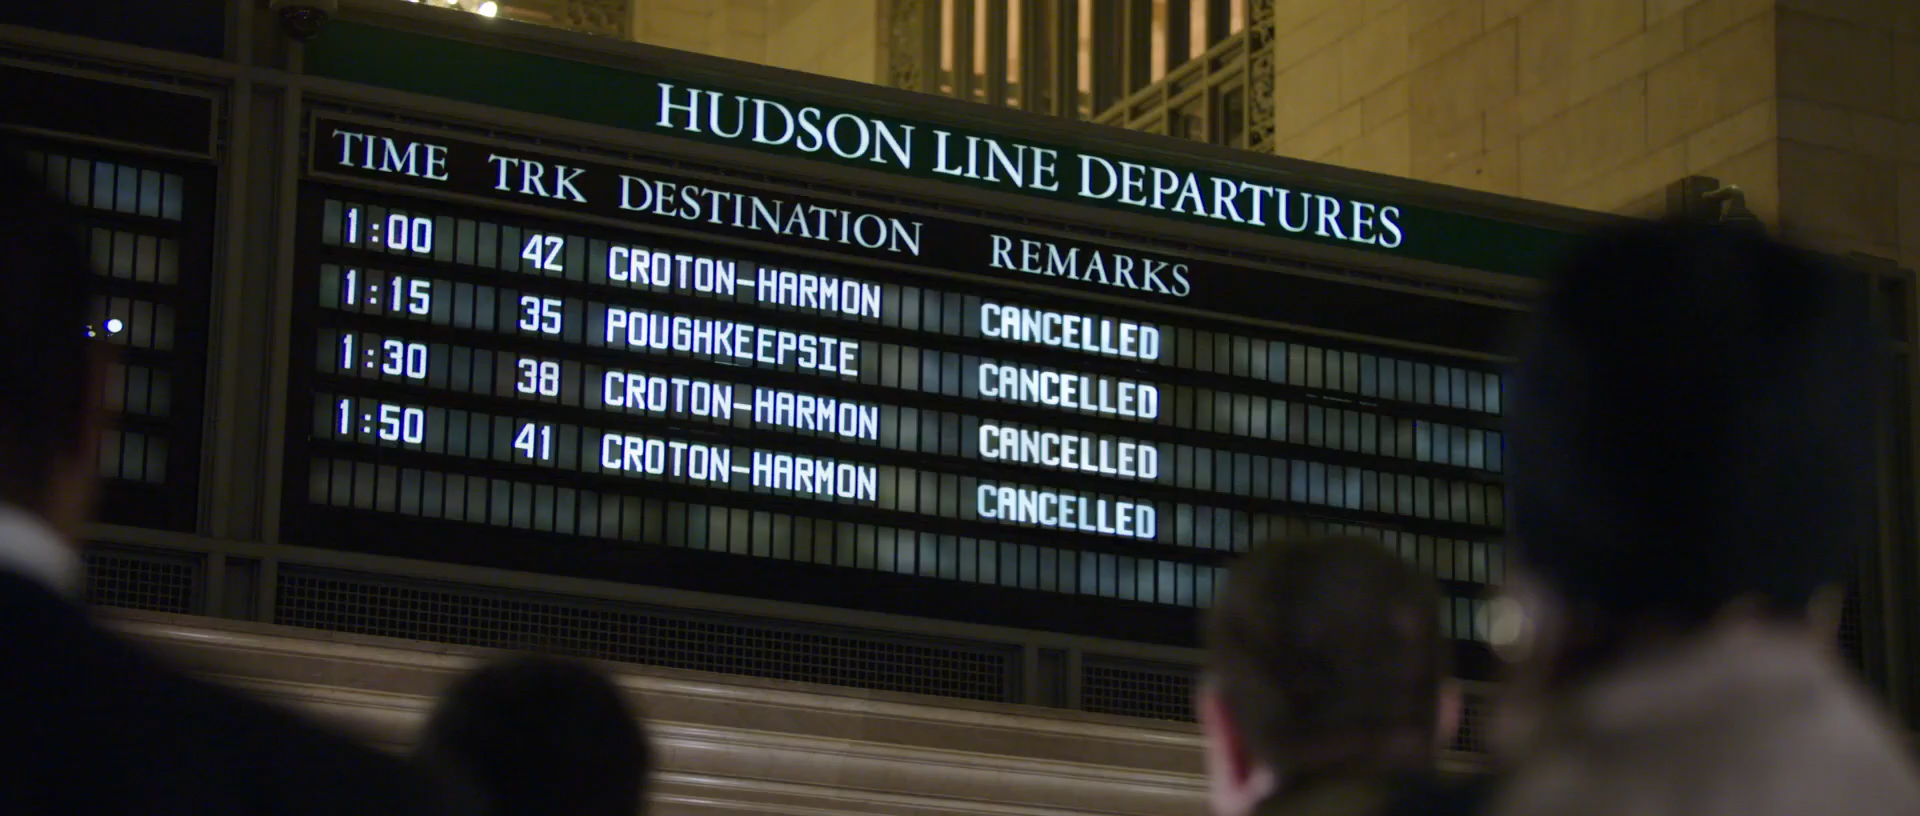 HUDSON LINE DEPARTURES
TIME TRK DESTINATION REMARKS
1:00 42 CROTON-HARMON CANCELLED
1:15 35 POUGHKEEPSIE CANCELLED
1:30 38 CROTON-HARMON CANCELLED
1:50 41 CROTON-HARMON CANCELLED